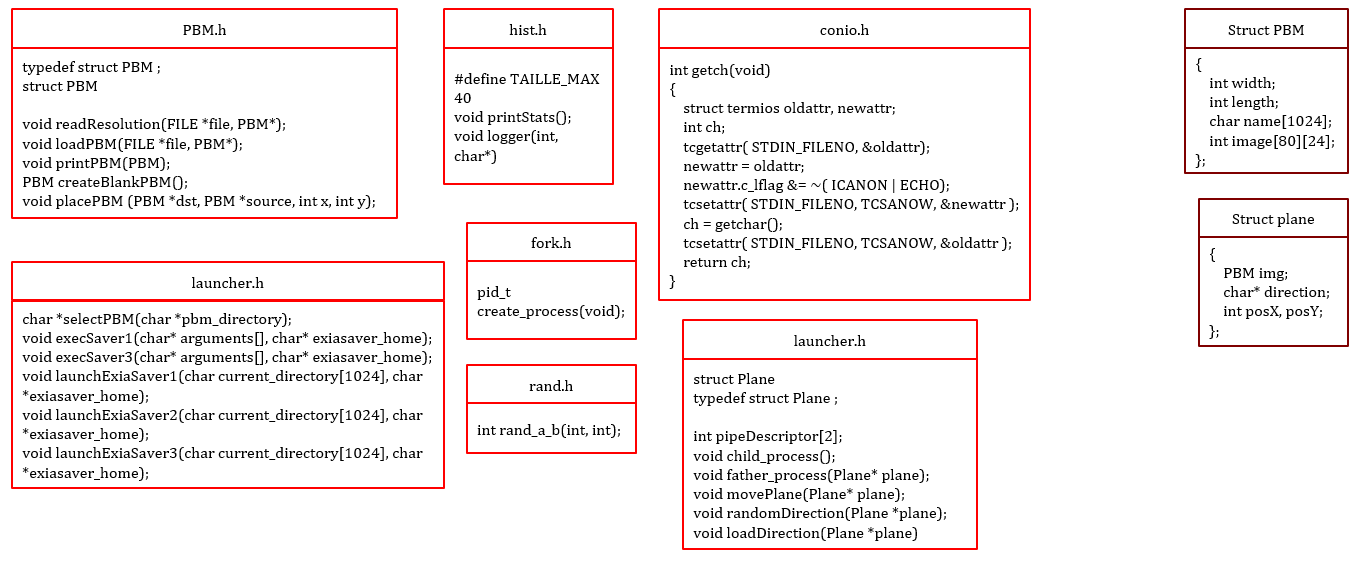 PBM.h
typedef struct PBM ;
struct PBM
void readResolution(FILE *file, PBM*);
void loadPBM(FILE *file, PBM*);
void printPBM(PBM);
PBM createBlankPBM();
void placePBM (PBM *dst, PBM *source, int x, int y);
hist.h
#define TAILLE_MAX
40
void printStats();
void logger(int,
char*)
conio.h
int getch(void)
{
struct termios oldattr, newattr;
int ch;
tcgetattr( STDIN_FILENO, &oldattr);
newattr = oldattr;
newattr.c_lflag &= ~( ICANON | ECHO);
tcsetattr( STDIN_FILENO, TCSANOW, &newattr );
ch = getchar();
tcsetattr( STDIN_FILENO, TCSANOW, &oldattr );
return ch;
}
Struct PBM
{
int width;
int length;
char name[1024];
int image[80][24];
};
Struct plane
{
PBM img;
char* direction;
int posX, posY;
};
fork.h
pid_t
create_process(void);
launcher.h
char *selectPBM(char *pbm_directory);
void execSaver1(char* arguments[], char* exiasaver_home);
void execSaver3(char* arguments[], char* exiasaver_home);
void launchExiaSaver1(char current_directory[1024], char
*exiasaver_home);
void launchExiaSaver2(char current_directory[1024], char
*exiasaver_home);
void launchExiaSaver3(char current_directory[1024], char
*exiasaver_home);
rand.h
int rand_a_b(int, int);
launcher.h
struct Plane
typedef struct Plane ;
int pipeDescriptor[2];
void child_process();
void father_process(Plane* plane);
void movePlane(Plane* plane);
void randomDirection(Plane *plane);
void loadDirection(Plane *plane)